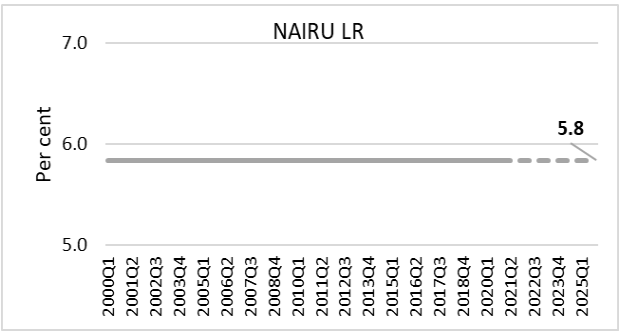 NAIRU LR
7.0
6.0
5.0
Per cent
5.8
2000Q1
2001Q2
2002Q3
2003Q4
2005Q1
2006Q2
2007Q3
2008Q4
2010Q1
2011Q2
2012Q3
2013Q4
2015Q1
2016Q2
2017Q3
2018Q4
2020Q1
2021Q2
2022Q3
2023Q4
2025Q1